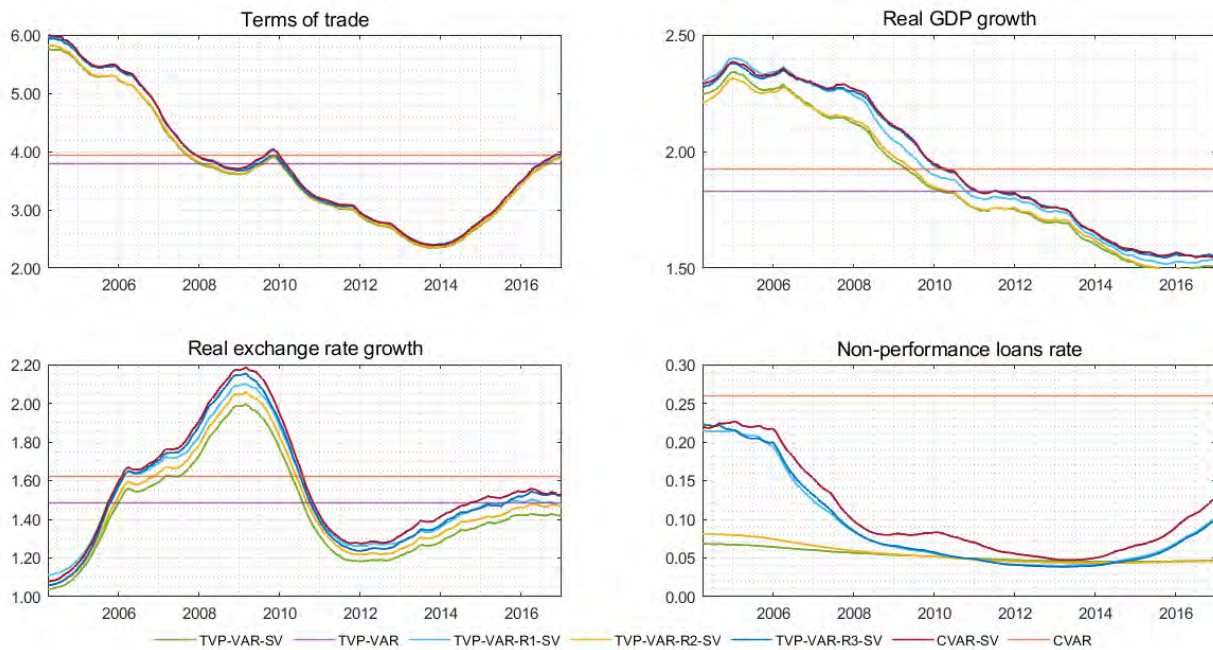 Terms of trade
6.00
5.00
4.00
3.00
2.00
2006 2008 2010 2012 2014 2016
Real GDP growth
2.50
2.00
1.50
2006 2008 2010 2012 2014 2016
Real exchange rate growth
2.20
2.00
1.80
1.60
1.40
1.20
1.00
2006 2008 2010 2012 2014 2016
Non-performance loans rate
0.30
0.25
0.20
0.15
0.10
0.05
0.00
2006 2008 2010 2012 2014 2016
TVP-VAR-SV TVP-VAR TVP-VAR-R1-SV TVP-VAR-R2-SV TVP-VAR-R3-SV CVAR-SV CVAR